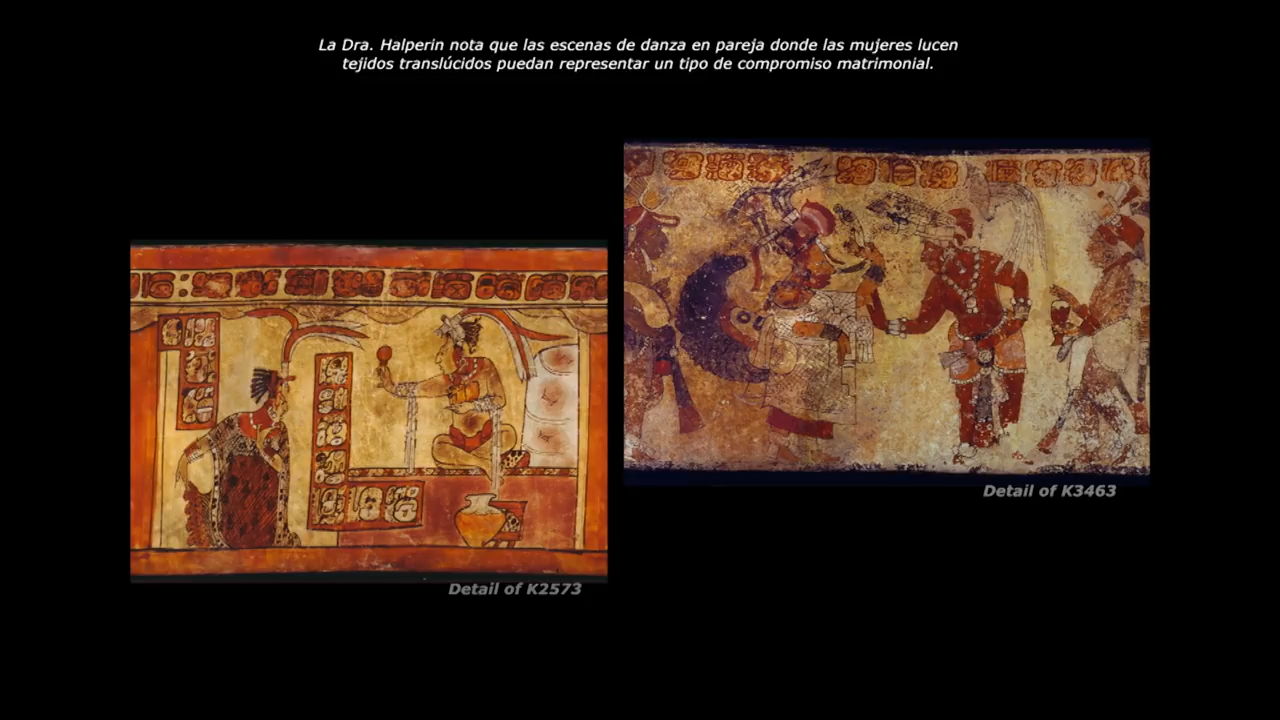 La Dra. Halperin nota que las escenas de danza en pareja donde las mujeres lucen
tejidos translúcidos puedan representar un tipo de compromiso matrimonial.
Detail of K3463
Detail of K2573